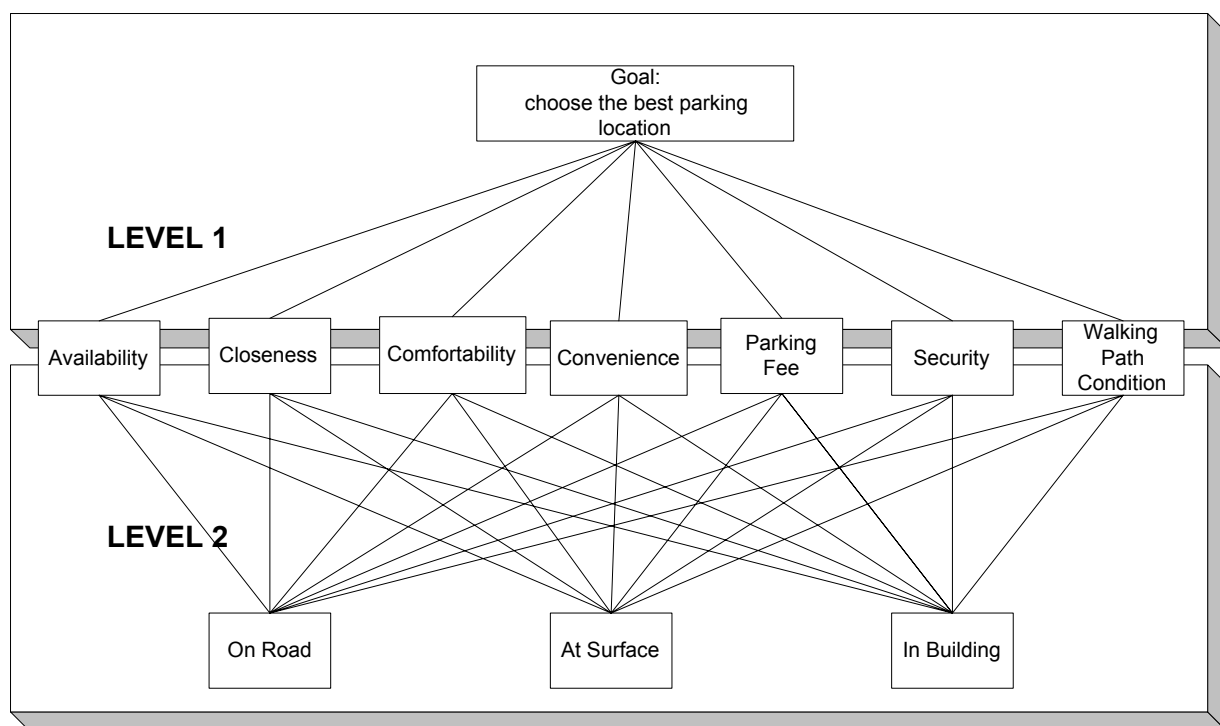 Goal:
choose the best parking
location
LEVEL 1
Availability
Closeness
Comfortability
Convenience
Parking
Fee
Security
Walking
Path
Condition
LEVEL 2
On Road
At Surface
In Building